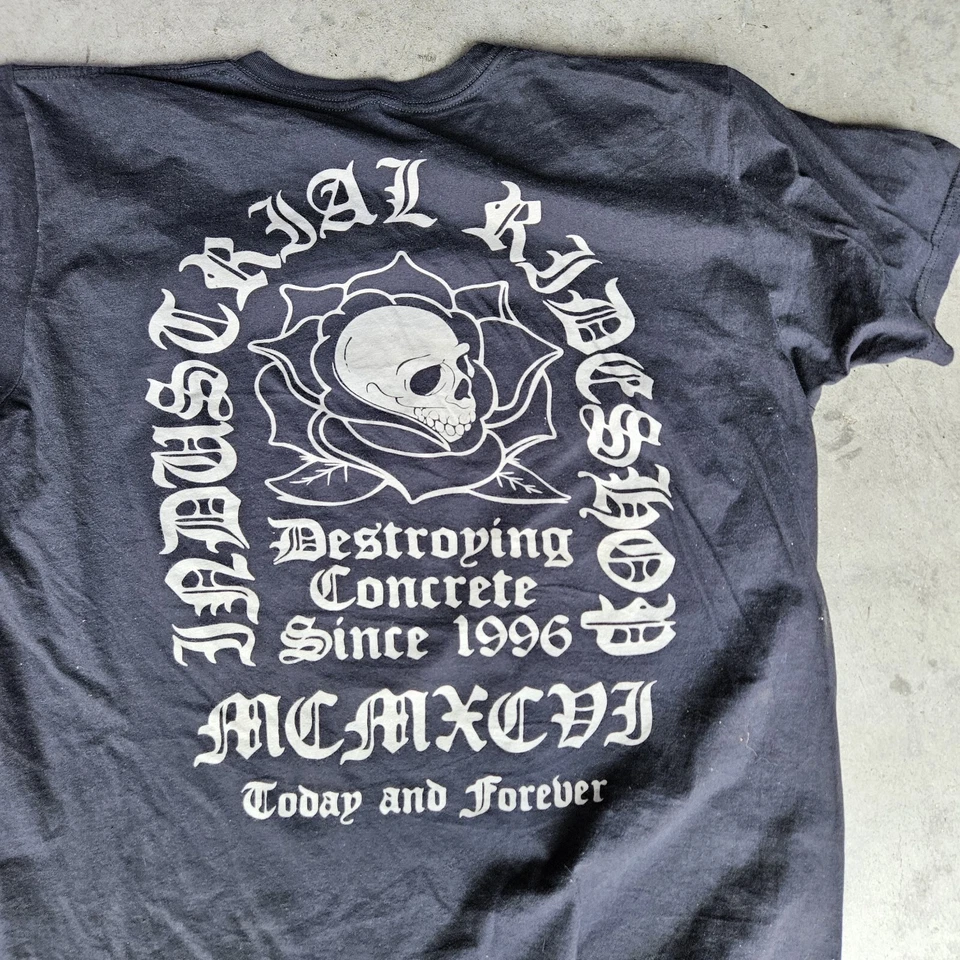 INDUSTRIAL RIDESHOP
Destroying
Concrete
Since 1996
MCMXCVI
Today and Forever